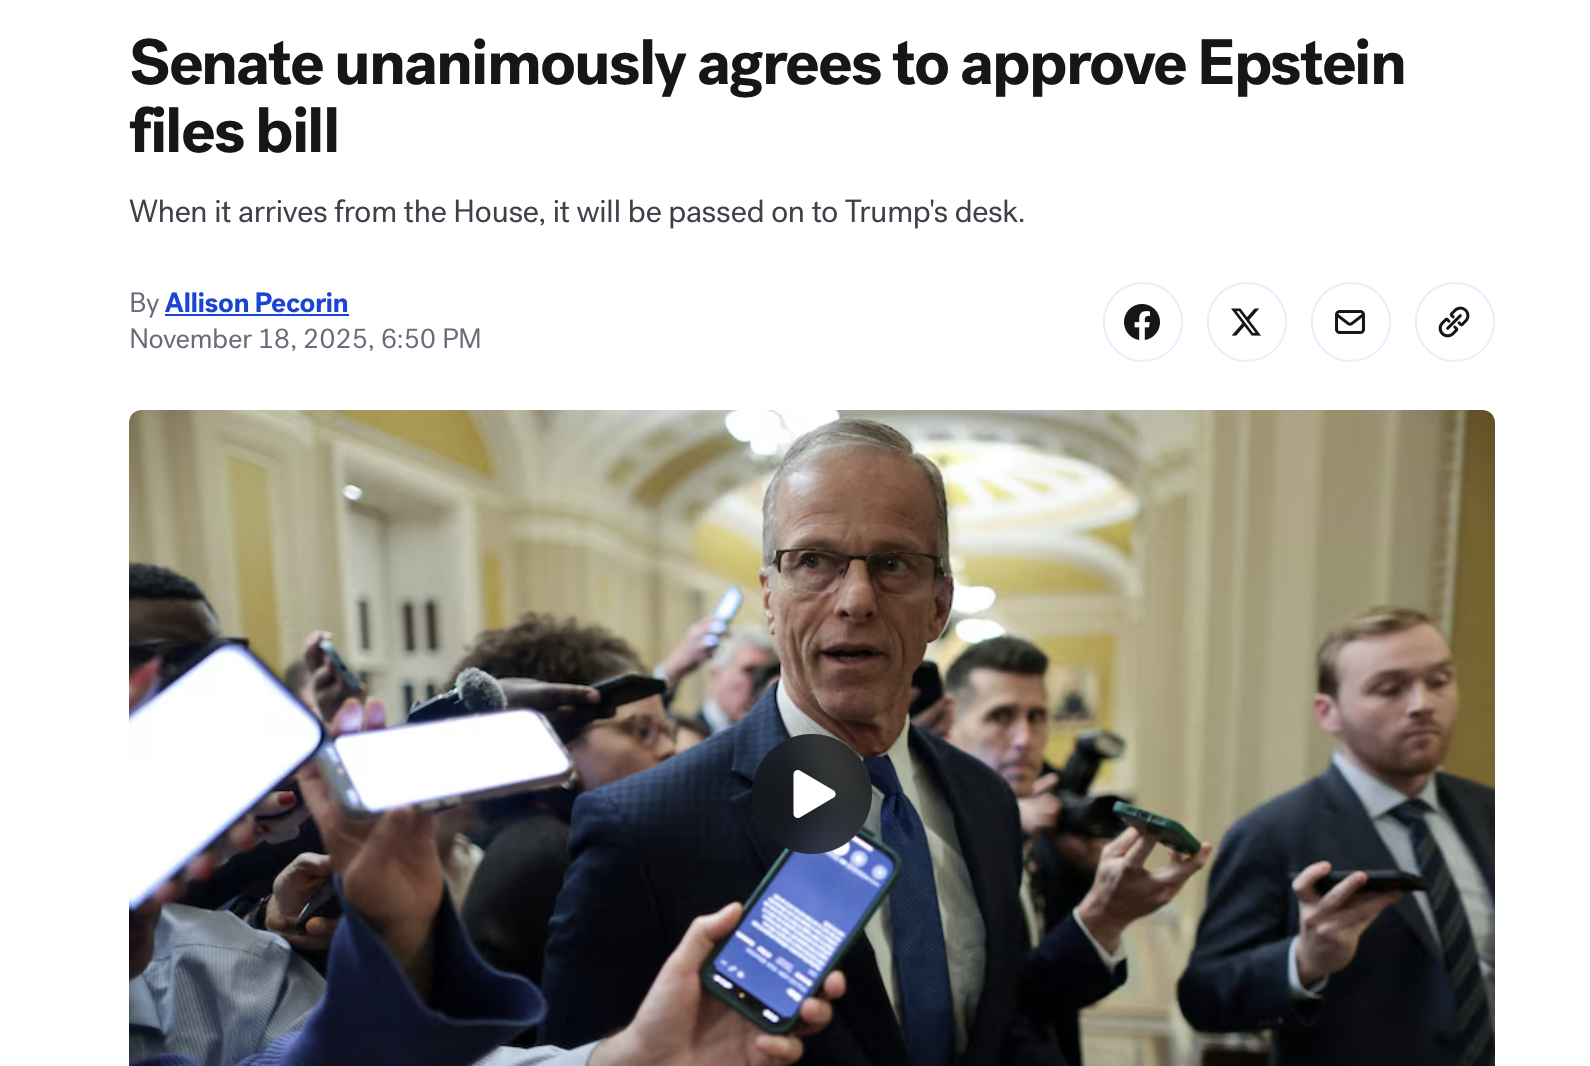 Senate unanimously agrees to approve Epstein
files bill
When it arrives from the House, it will be passed on to Trump's desk.
By Allison Pecorin
November 18, 2025, 6:50 PM